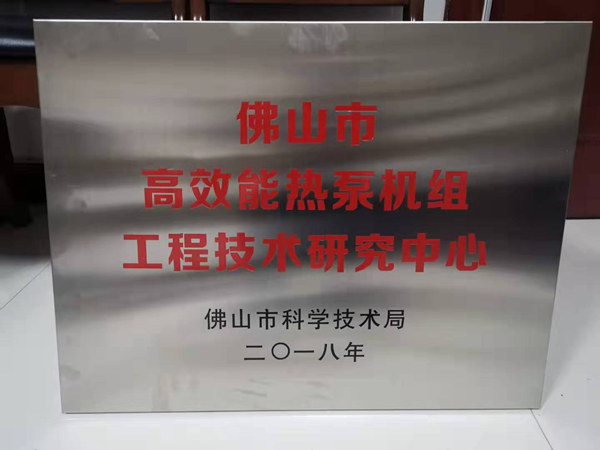 佛山市
高效能热泵机组
工程技术研究中心
佛山市科学技术局
二〇一八年